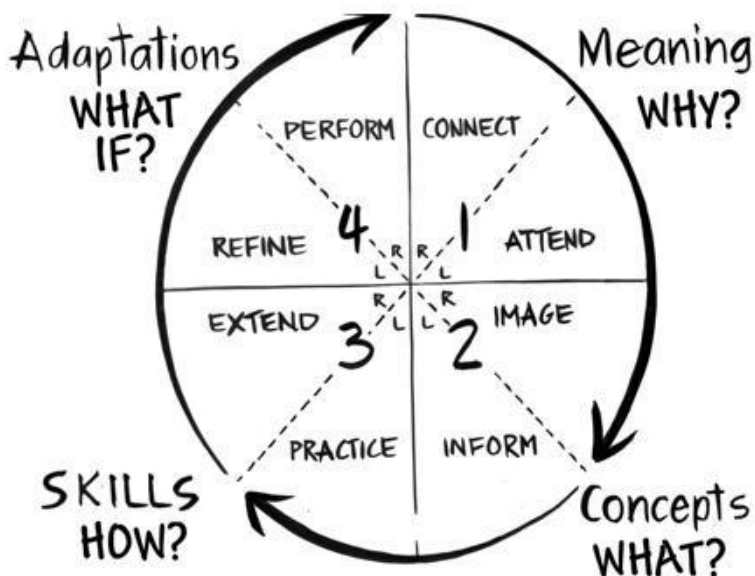 Adaptations
WHAT
IF?
Meaning
WHY?
PERFORM CONNECT
4 1
REFINE R R ATTEND
L L
EXTEND R R IMAGE
L L
3 2
PRACTICE INFORM
SKILLS
HOW?
Concepts
WHAT?